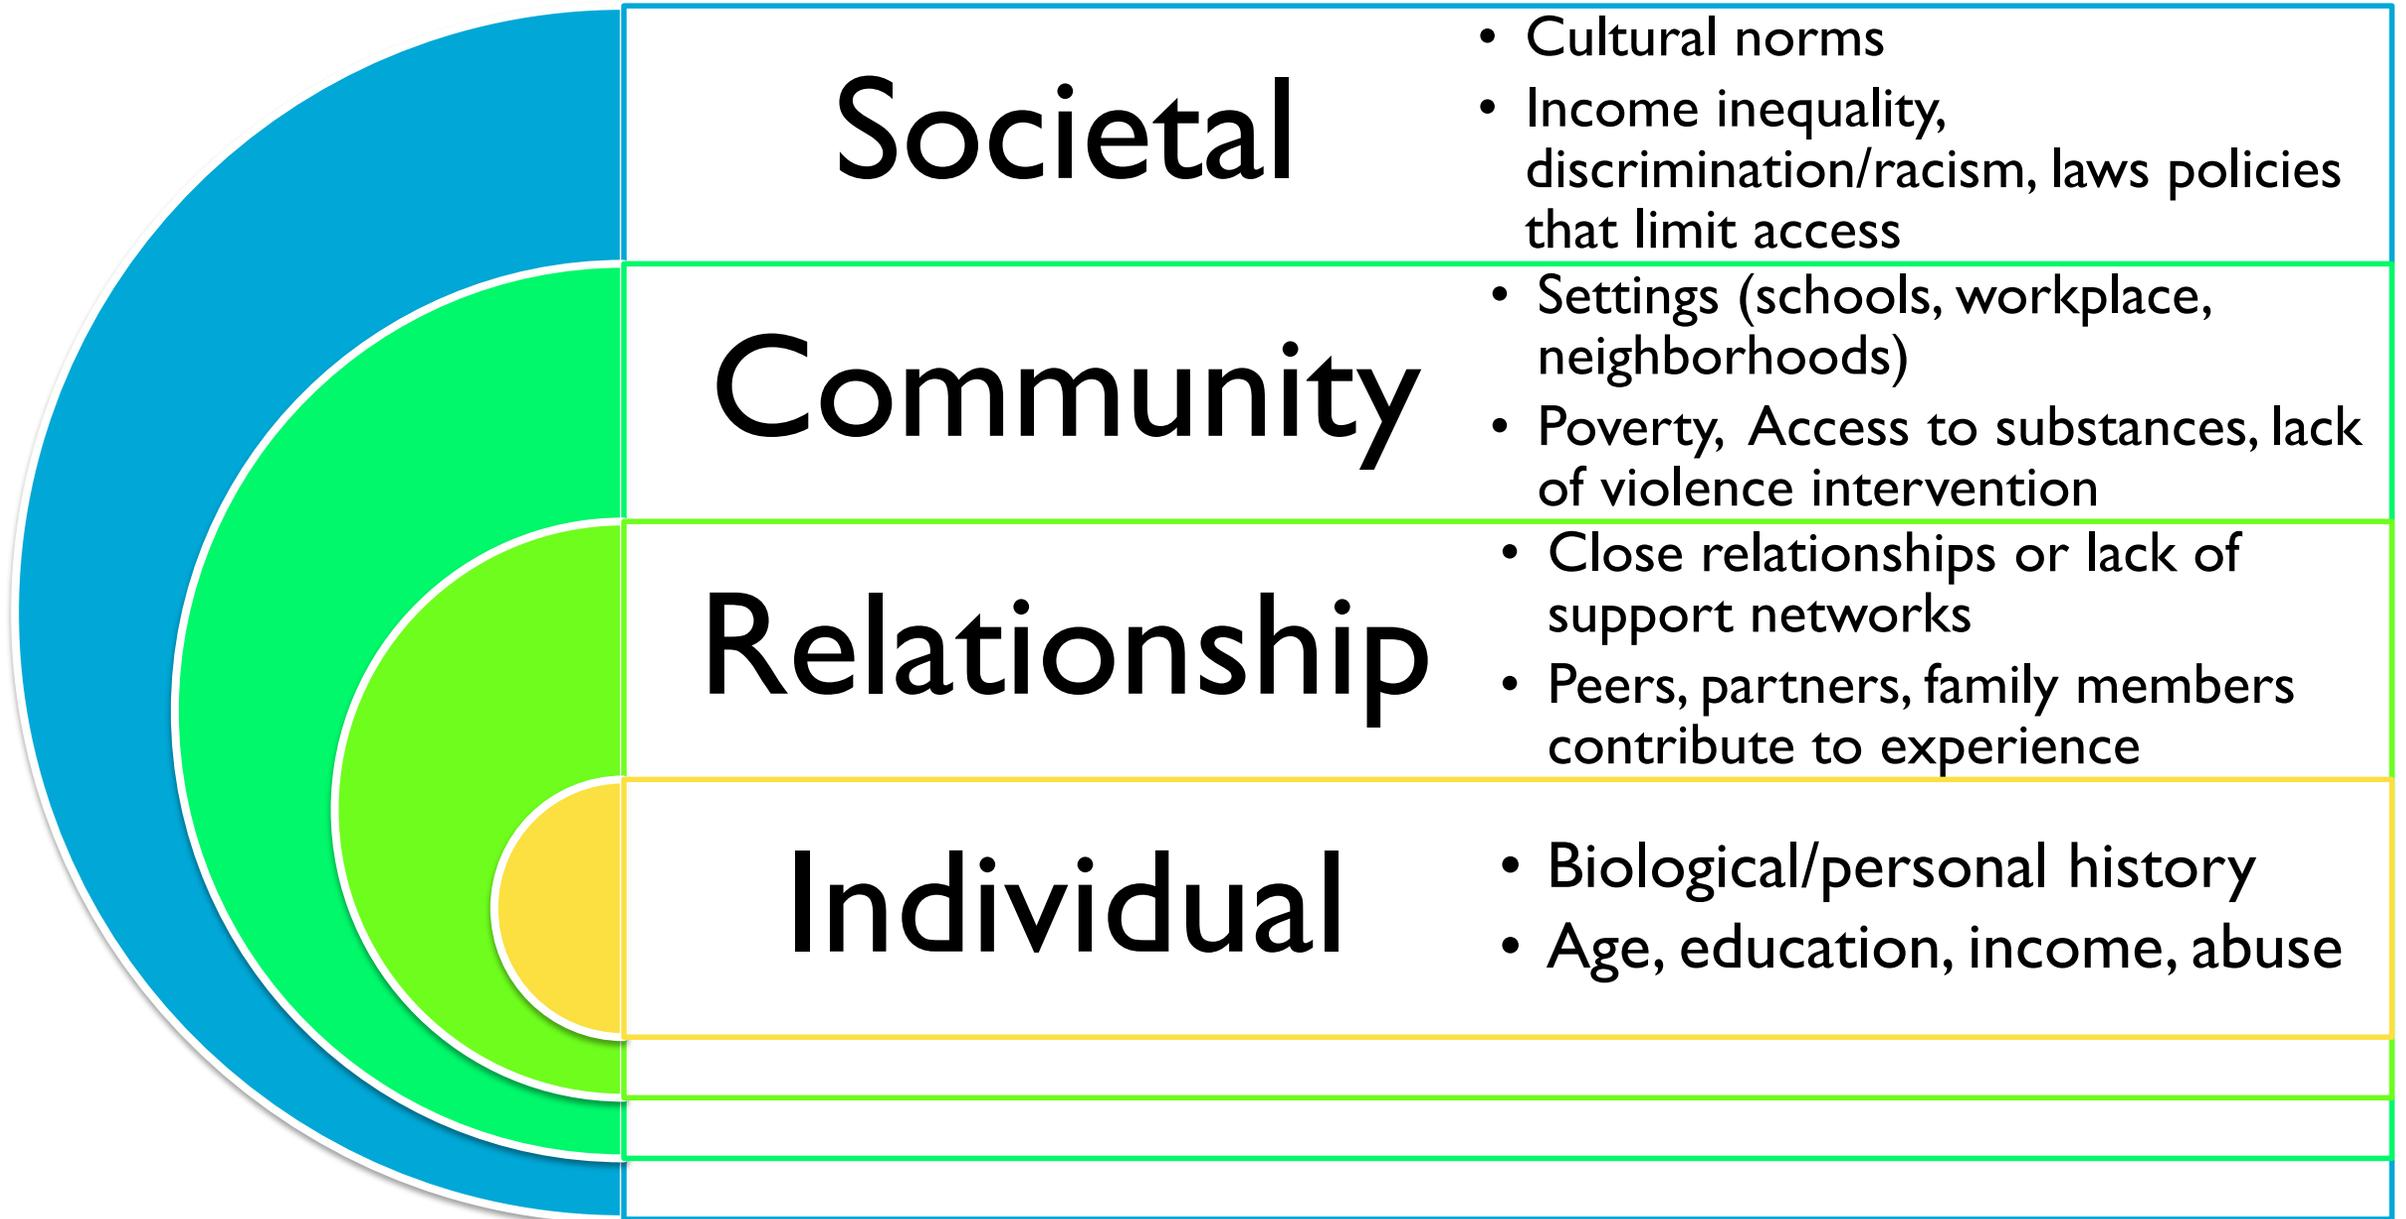 Societal
• Cultural norms
• Income inequality,
discrimination/racism, laws policies
that limit access
Community
• Settings (schools, workplace,
neighborhoods)
• Poverty, Access to substances, lack
of violence intervention
Relationship
• Close relationships or lack of
support networks
• Peers, partners, family members
contribute to experience
Individual
• Biological/personal history
• Age, education, income, abuse